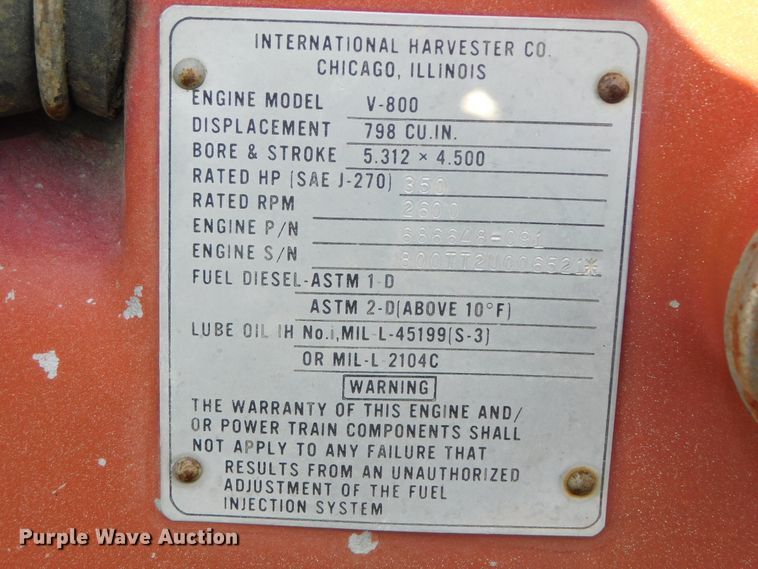 INTERNATIONAL HARVESTER CO.
CHICAGO, ILLINOIS
ENGINE MODEL V-800
DISPLACEMENT 798 CU.IN.
BORE & STROKE 5.312 × 4.500
RATED HP (SAE J-270) 350
RATED RPM 2600
ENGINE P/N 686648-C91
ENGINE S/N 800TT2U006521*
FUEL DIESEL-ASTM 1-D
ASTM 2-D(ABOVE 10°F)
LUBE OIL IH No.1,MIL-L-45199(S-3)
OR MIL-L 2104C
WARNING
THE WARRANTY OF THIS ENGINE AND/
OR POWER TRAIN COMPONENTS SHALL
NOT APPLY TO ANY FAILURE THAT
RESULTS FROM AN UNAUTHORIZED
ADJUSTMENT OF THE FUEL
INJECTION SYSTEM
Purple Wave Auction